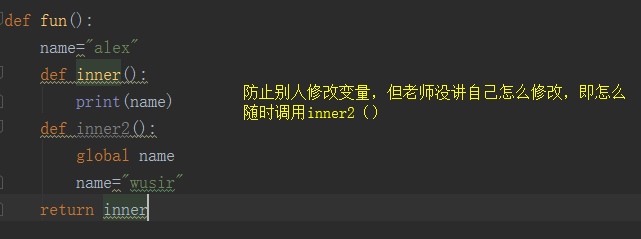 def fun():
    name="alex"
    def inner():
        print(name)
防止别人修改变量，但老师没讲自己怎么修改，即怎么
随时调用inner2（）
    def inner2():
        global name
        name="wusir"
    return inner